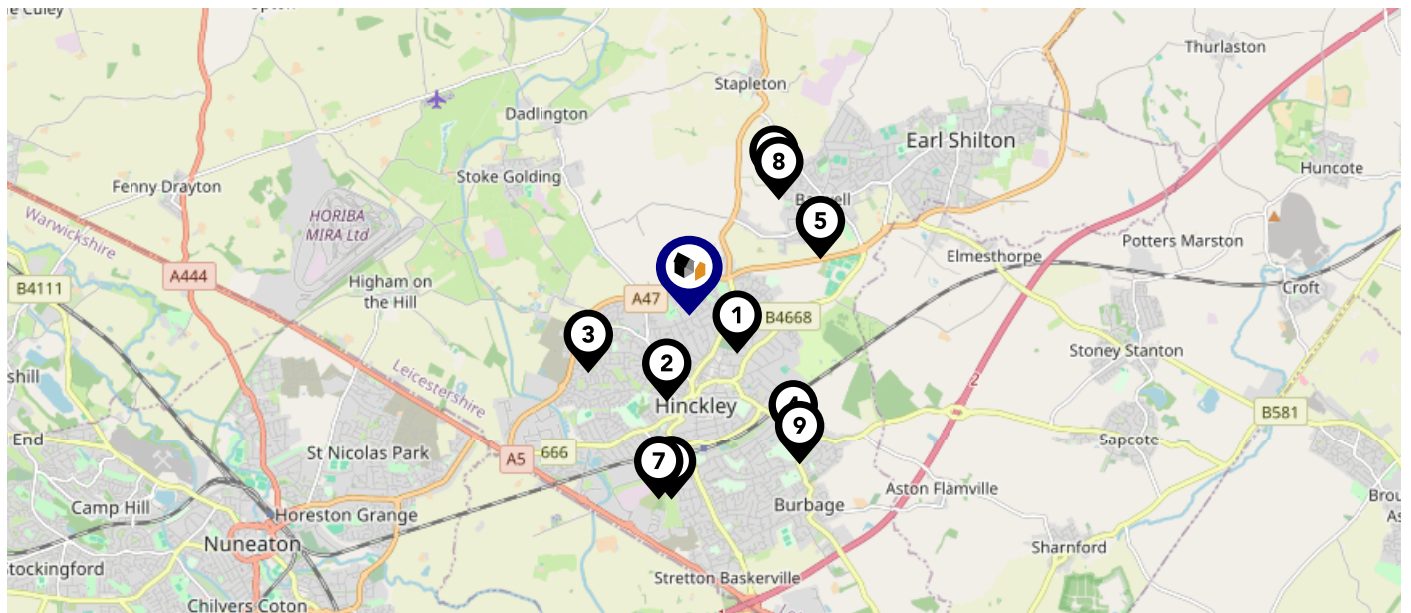 Thurlaston
Stapleton
Dadlington
Earl Shilton
8
Huncote
Stoke Golding
Fenny Drayton
5
HORIBA
MIRA Ltd
Warwickshire
Potters Marston
Elmesthorpe
A444
B4111
Higham on
the Hill
Croft
A47
1
B4668
3
2
Stoney Stanton
Leicestershire
2
Hinckley
B581
9
End
Sapcote
St Nicolas Park
A5
666
7
Aston Flamville
Burbage
Camp Hill
Horeston Grange
Nuneaton
Sharnford
Stretton Baskerville
Chilvers Coton